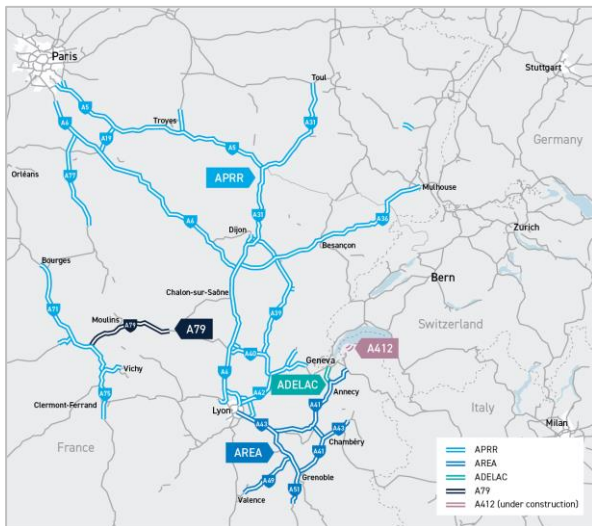 Paris
Toul
Stuttgart
A5
A6
Troyes
A19
A5
A31
Germany
Orléans
A77
APRR
Mulhouse
A6
A31
A36
Dijon
Zurich
Besançon
Bourges
Bern
Chalon-sur-Saône
A71
Moulins
A79
A79
A39
Switzerland
A412
A40
Geneva
Vichy
A6
A42
ADELAC
Annecy
Clermont-Ferrand
A75
Lyon
A41
Italy
A43
A43
Milan
France
AREA
Chambéry
A41
A49
Grenoble
Valence
A51
APRR
AREA
ADELAC
A79
A412 (under construction)